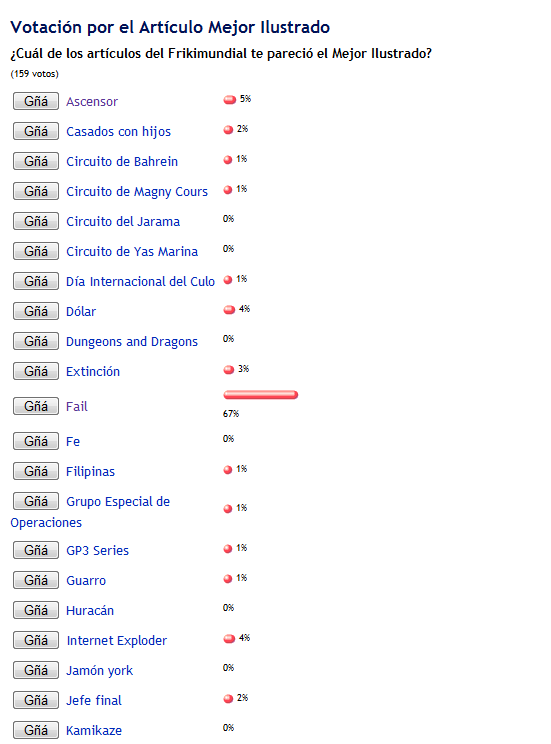 Votación por el Artículo Mejor Ilustrado
¿Cuál de los artículos del Frikimundial te pareció el Mejor Ilustrado?
(159 votos)
Gñá Ascensor 5%
Gñá Casados con hijos 2%
Gñá Circuito de Bahrein 1%
Gñá Circuito de Magny Cours 1%
Gñá Circuito del Jarama 0%
Gñá Circuito de Yas Marina 0%
Gñá Día Internacional del Culo 1%
Gñá Dólar 4%
Gñá Dungeons and Dragons 0%
Gñá Extinción 3%
Gñá Fail 67%
Gñá Fe 0%
Gñá Filipinas 1%
Gñá Grupo Especial de
Operaciones 1%
Gñá GP3 Series 1%
Gñá Guarro 1%
Gñá Huracán 0%
Gñá Internet Exploder 4%
Gñá Jamón york 0%
Gñá Jefe final 2%
Gñá Kamikaze 0%